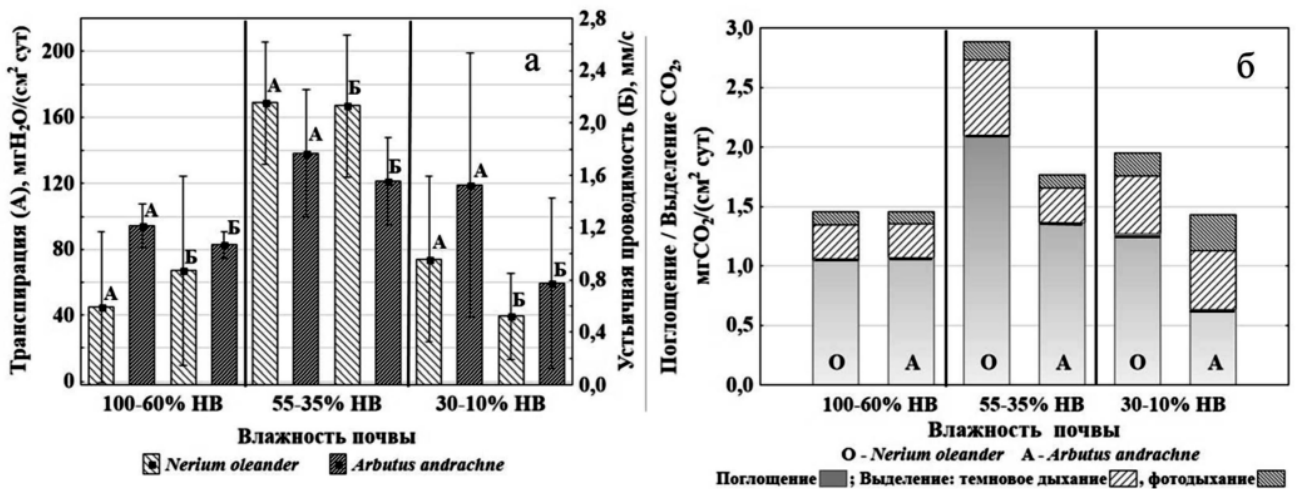 Транспирация (А), мгH₂O/(см² сут)
200
160
120
80
40
0
а
А
А
Б
Б
А
А
Б
Б
А
А
Б
Б
2,8
2,4
2,0
1,6
1,2
0,8
0,4
0,0
Устьичная проводимость (Б), мм/с
100-60% НВ 55-35% НВ 30-10% НВ
Влажность почвы
Nerium oleander Arbutus andrachne
Поглощение / Выделение CO₂,
мгCO₂/(см² сут)
3,0
2,5
2,0
1,5
1,0
0,5
0,0
б
О А О А О А
100-60% НВ 55-35% НВ 30-10% НВ
Влажность почвы
О - Nerium oleander А - Arbutus andrachne
Поглощение ; Выделение: темновое дыхание , фотодыхание